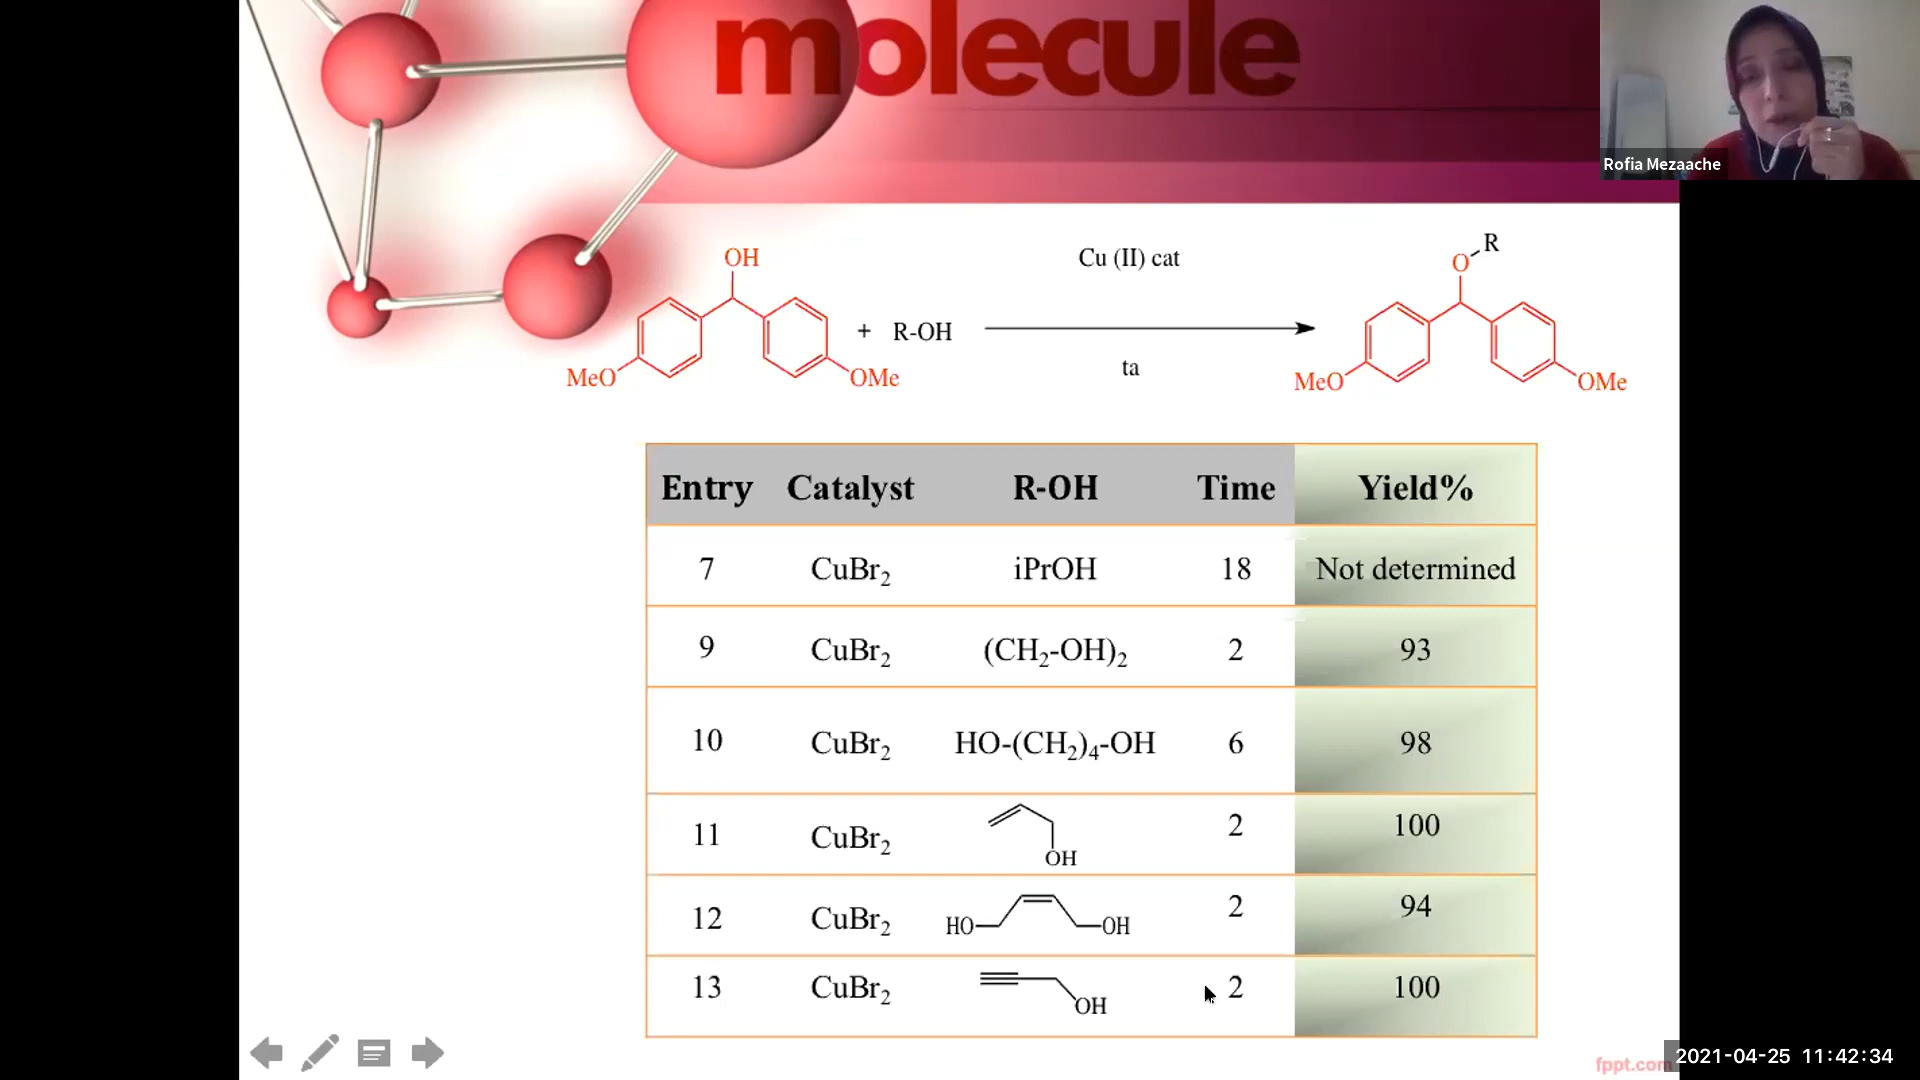 molecule
Rofia Mezaache
OH
MeO
OMe
+ R-OH
Cu (II) cat
ta
O R
MeO
OMe
Entry Catalyst R-OH Time Yield%
7 CuBr2 iPrOH 18 Not determined
9 CuBr2 (CH2-OH)2 2 93
10 CuBr2 HO-(CH2)4-OH 6 98
11 CuBr2 OH 2 100
12 CuBr2 HO OH 2 94
13 CuBr2 OH 2 100
fppt.com
2021-04-25 11:42:34